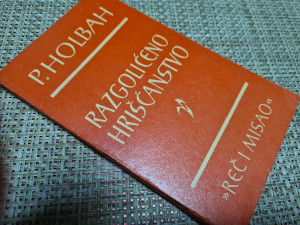 P. HOLBAH
RAZGOLIĆENO
HRIŠĆANSTVO
»REČ I MISAO«